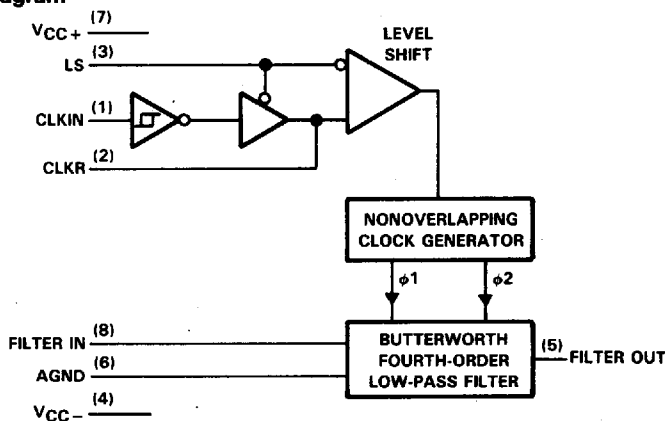 agram
VCC+ (7)
LS (3)
LEVEL
SHIFT
CLKIN (1)
CLKR (2)
NONOVERLAPPING
CLOCK GENERATOR
φ1 φ2
FILTER IN (8)
AGND (6)
BUTTERWORTH
FOURTH-ORDER
LOW-PASS FILTER
(5) FILTER OUT
VCC- (4)